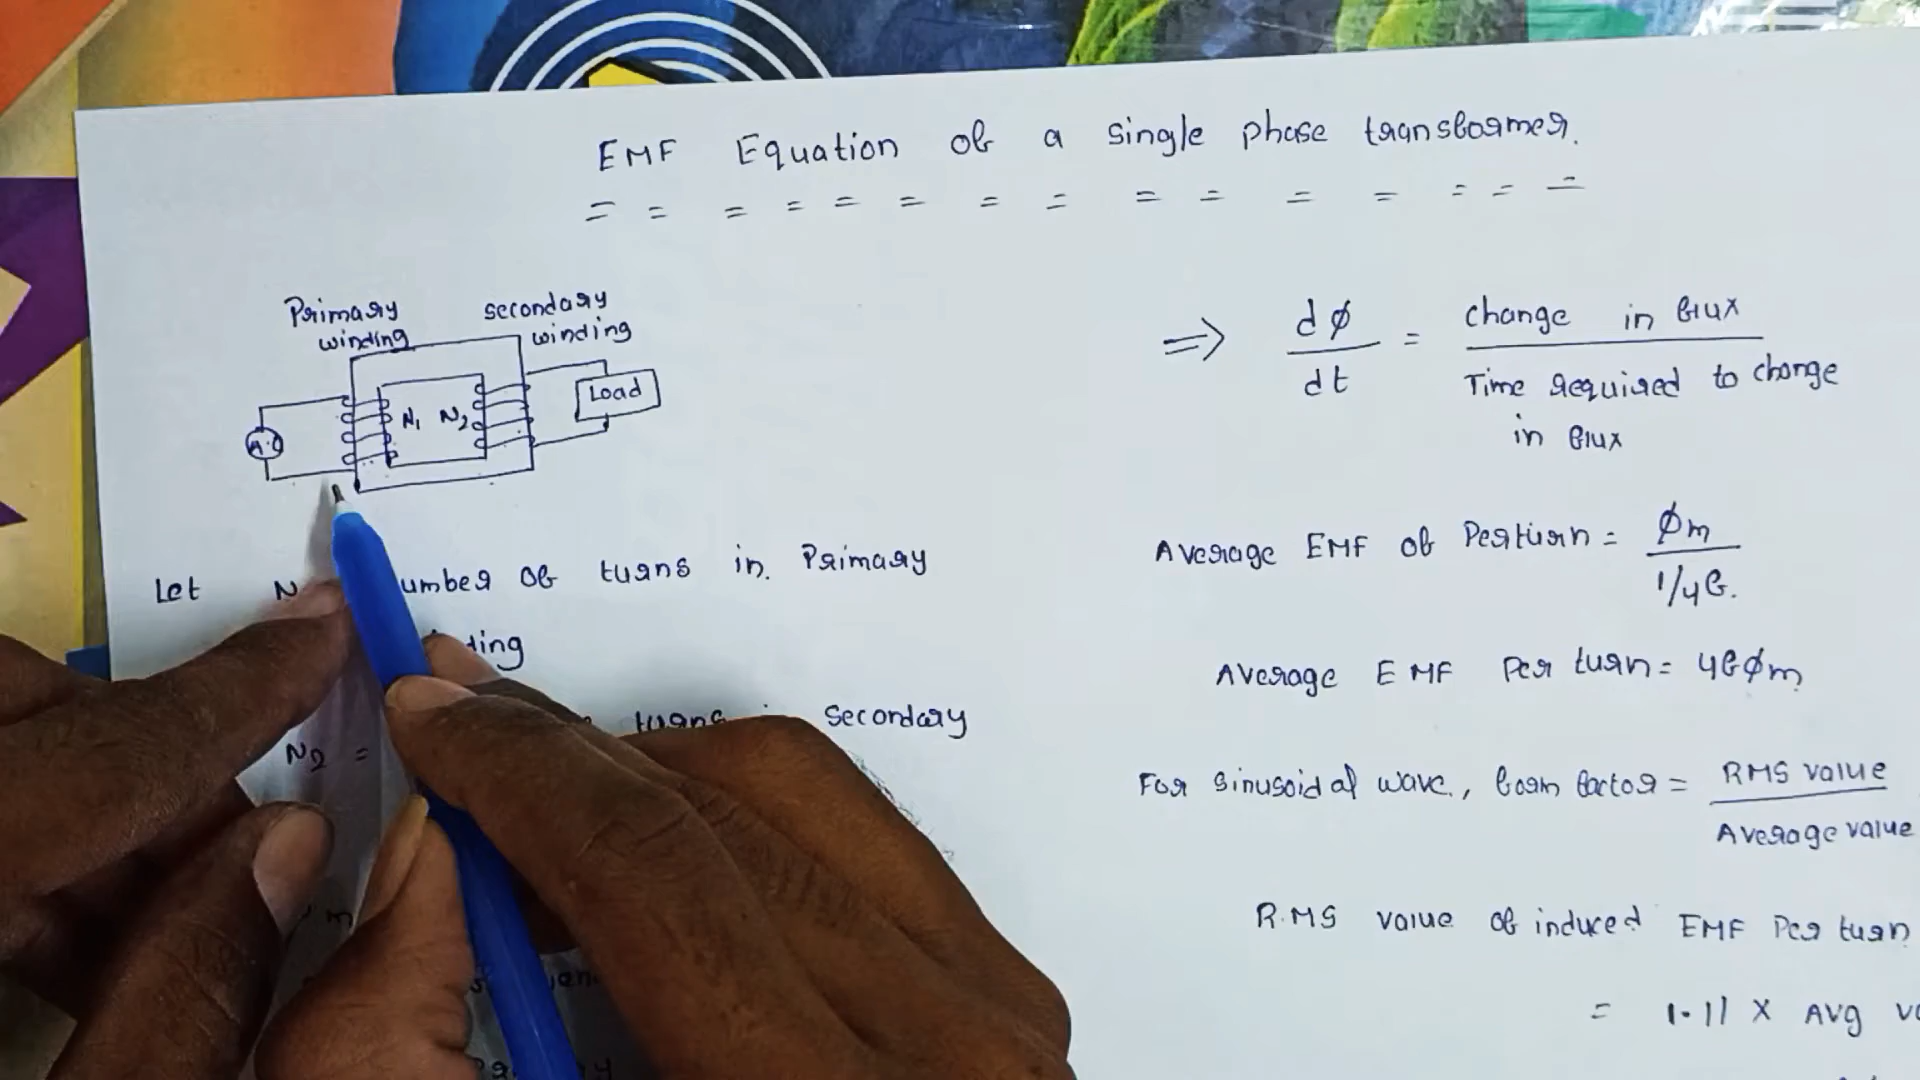 EMF Equation of a single phase transformer.
Primary
winding
secondary
winding
A.C
N1 N2
Load
Let N umber of turns in Primary
ding
turns secondary
N2 =
m
dφ/dt = change in flux / Time required to change
in flux
Average EMF of Perturn = φm / 1/4f.
Average EMF Per turn = 4fφm
For sinusoidal wave, form factor = RMS value / Average value
R.M.S value of induced EMF Per turn
= 1.11 X Avg v